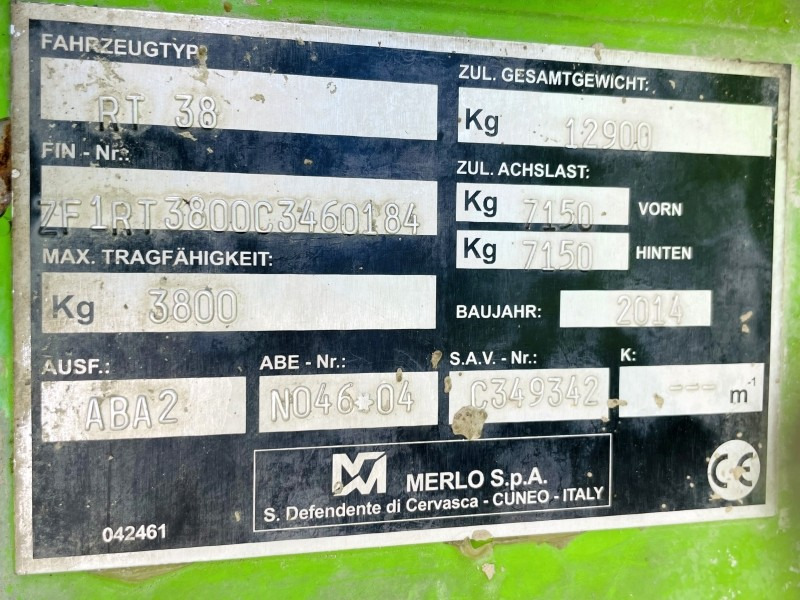 FAHRZEUGTYP:
RT 38
FIN - Nr.:
ZF1RT3800C3460184
MAX. TRAGFÄHIGKEIT:
Kg 3800
ZUL. GESAMTGEWICHT:
Kg 12900
ZUL. ACHSLAST:
Kg 7150 VORN
Kg 7150 HINTEN
BAUJAHR: 2014
AUSF.:
ABA2
ABE - Nr.:
N046*04
S.A.V. - Nr.:
C349342
K:
--- m-1
MERLO S.p.A.
S. Defendente di Cervasca - CUNEO - ITALY
042461
CE